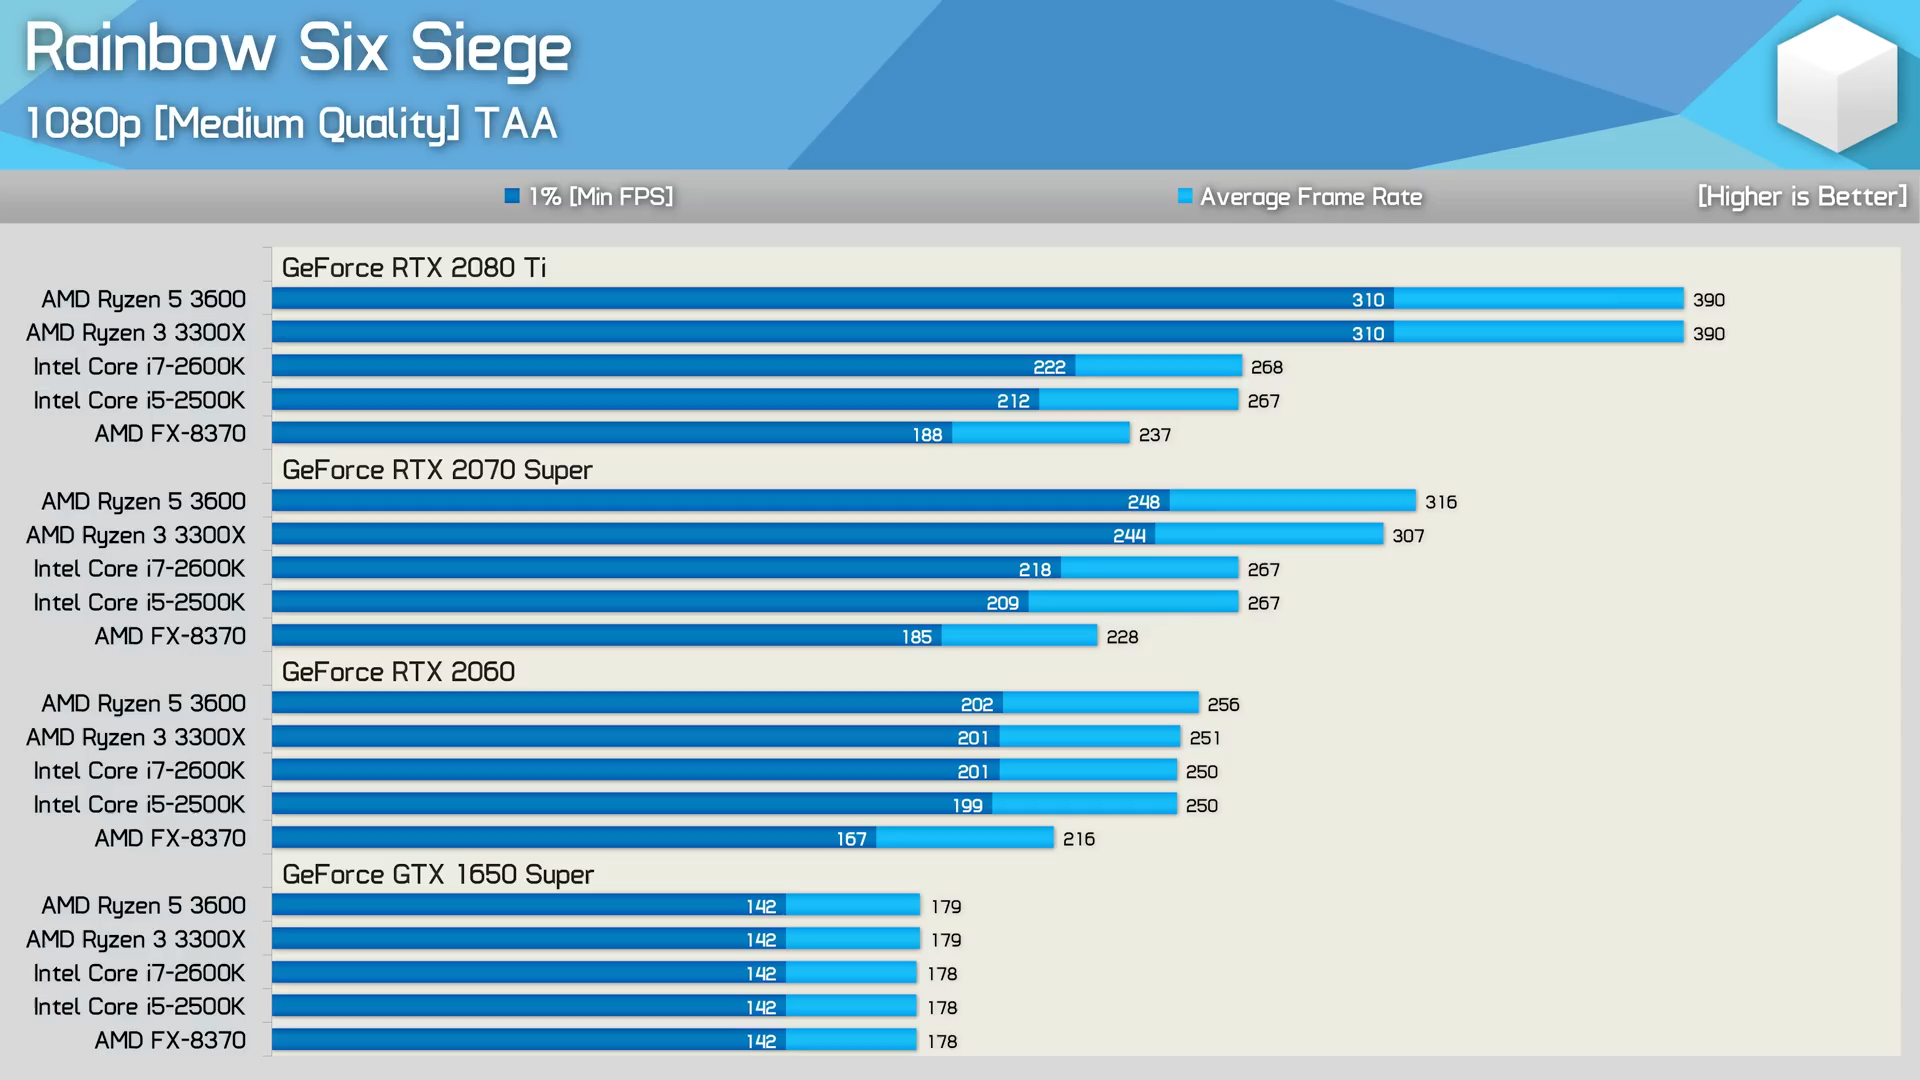 Rainbow Six Siege
1080p [Medium Quality] TAA
1% [Min FPS] Average Frame Rate [Higher is Better]
GeForce RTX 2080 Ti
AMD Ryzen 5 3600 310 390
AMD Ryzen 3 3300X 310 390
Intel Core i7-2600K 222 268
Intel Core i5-2500K 212 267
AMD FX-8370 188 237
GeForce RTX 2070 Super
AMD Ryzen 5 3600 248 316
AMD Ryzen 3 3300X 244 307
Intel Core i7-2600K 218 267
Intel Core i5-2500K 209 267
AMD FX-8370 185 228
GeForce RTX 2060
AMD Ryzen 5 3600 202 256
AMD Ryzen 3 3300X 201 251
Intel Core i7-2600K 201 250
Intel Core i5-2500K 199 250
AMD FX-8370 167 216
GeForce GTX 1650 Super
AMD Ryzen 5 3600 142 179
AMD Ryzen 3 3300X 142 179
Intel Core i7-2600K 142 178
Intel Core i5-2500K 142 178
AMD FX-8370 142 178